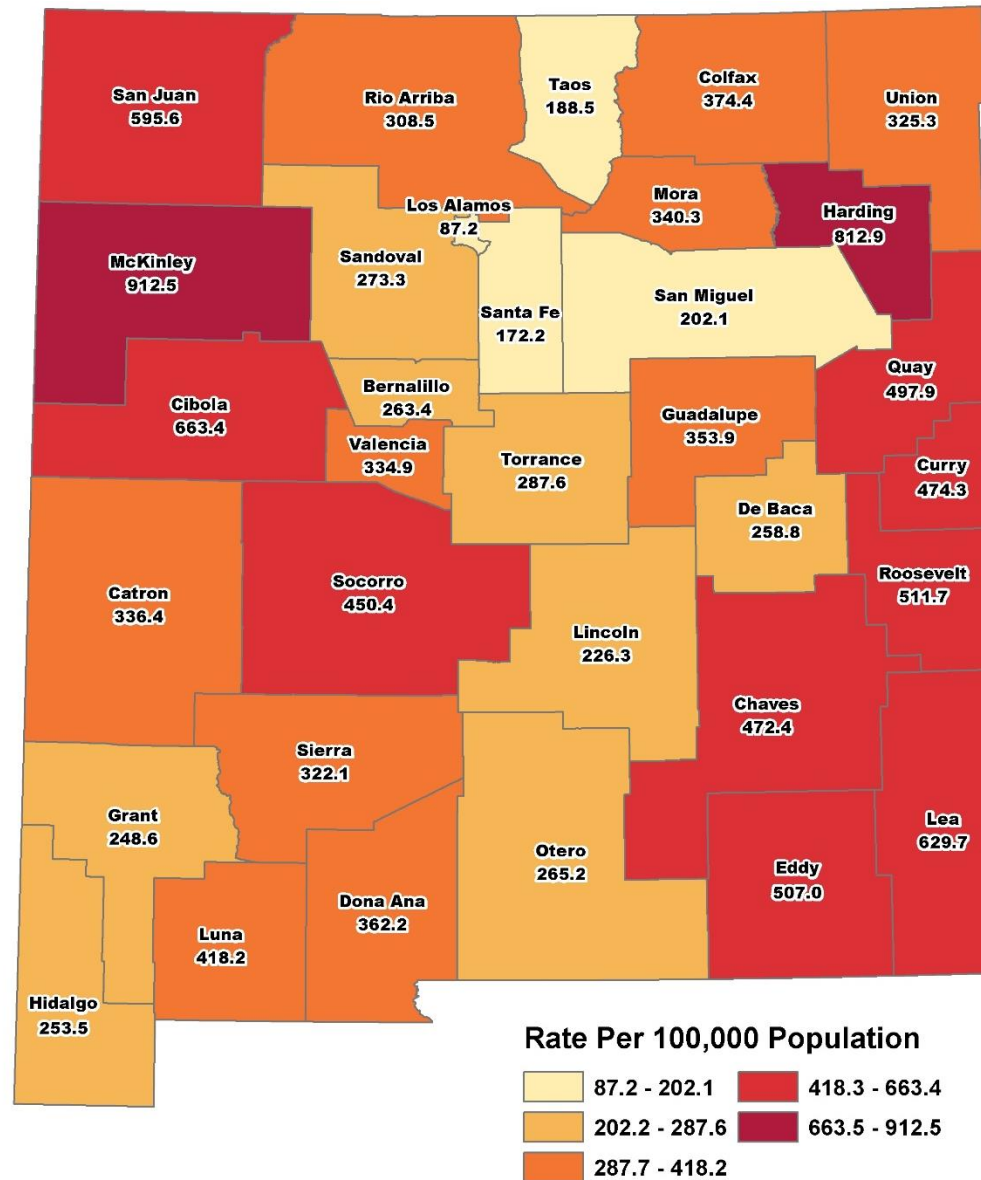 San Juan
595.6
Rio Arriba
308.5
Taos
188.5
Colfax
374.4
Union
325.3
Los Alamos
87.2
Mora
340.3
Harding
812.9
McKinley
912.5
Sandoval
273.3
Santa Fe
172.2
San Miguel
202.1
Quay
497.9
Cibola
663.4
Bernalillo
263.4
Valencia
334.9
Torrance
287.6
Guadalupe
353.9
Curry
474.3
De Baca
258.8
Roosevelt
511.7
Catron
336.4
Socorro
450.4
Lincoln
226.3
Chaves
472.4
Sierra
322.1
Grant
248.6
Otero
265.2
Eddy
507.0
Lea
629.7
Luna
418.2
Dona Ana
362.2
Hidalgo
253.5
Rate Per 100,000 Population
87.2 - 202.1
202.2 - 287.6
287.7 - 418.2
418.3 - 663.4
663.5 - 912.5